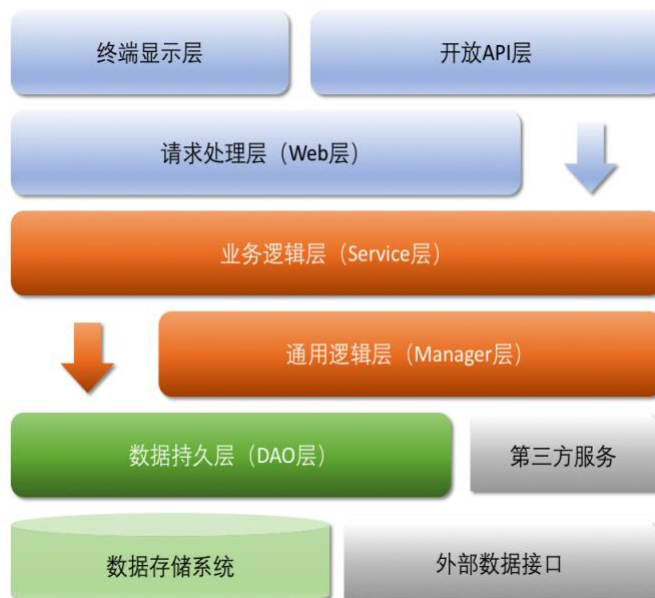 终端显示层
开放API层
请求处理层（Web层）
业务逻辑层（Service层）
通用逻辑层（Manager层）
数据持久层（DAO层）
第三方服务
数据存储系统
外部数据接口